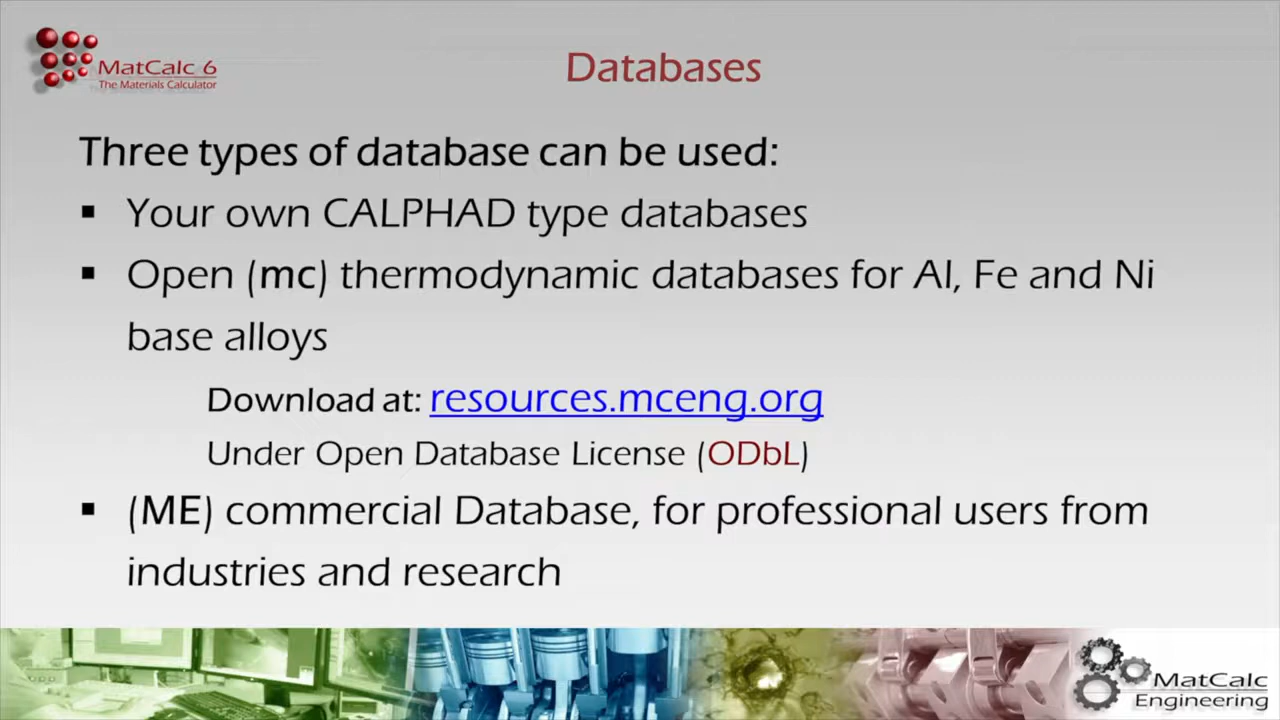 MatCalc 6
The Materials Calculator
Databases
Three types of database can be used:
▪ Your own CALPHAD type databases
▪ Open (mc) thermodynamic databases for Al, Fe and Ni
base alloys
Download at: resources.mceng.org
Under Open Database License (ODbL)
▪ (ME) commercial Database, for professional users from
industries and research
MatCalc
Engineering